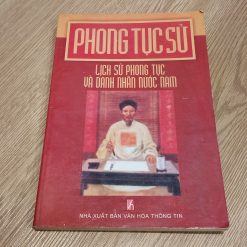 PHONG TỤC SỬ
LỊCH SỬ PHONG TỤC
VÀ DANH NHÂN NƯỚC NAM
NHÀ XUẤT BẢN VĂN HÓA THÔNG TIN